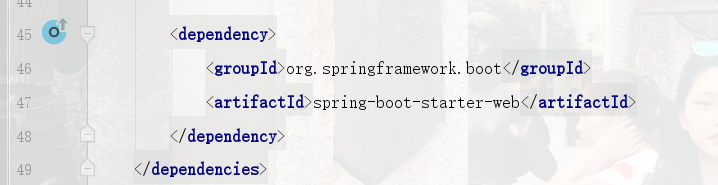 44
45 <dependency>
46 <groupId>org.springframework.boot</groupId>
47 <artifactId>spring-boot-starter-web</artifactId>
48 </dependency>
49 </dependencies>